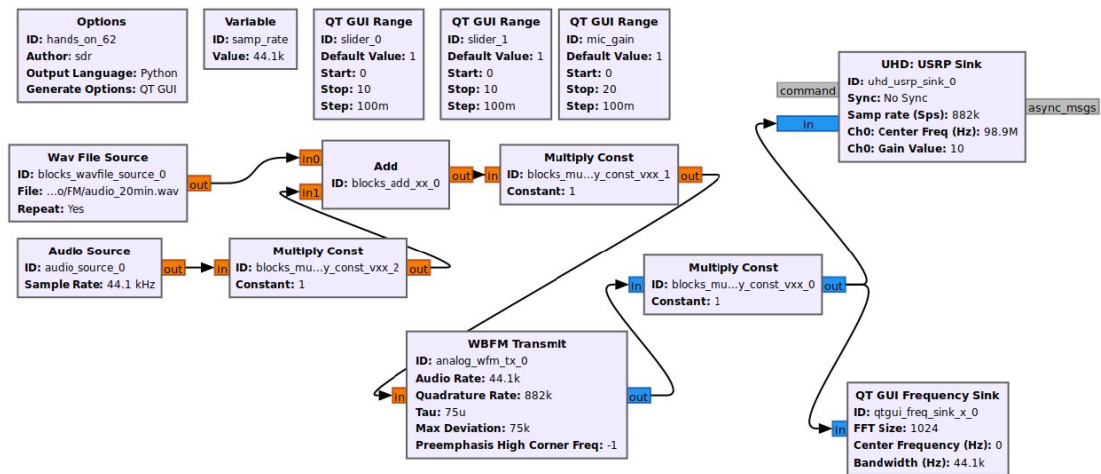 Options
ID: hands_on_62
Author: sdr
Output Language: Python
Generate Options: QT GUI
Variable
ID: samp_rate
Value: 44.1k
QT GUI Range
ID: slider_0
Default Value: 1
Start: 0
Stop: 10
Step: 100m
QT GUI Range
ID: slider_1
Default Value: 1
Start: 0
Stop: 10
Step: 100m
QT GUI Range
ID: mic_gain
Default Value: 1
Start: 0
Stop: 20
Step: 100m
UHD: USRP Sink
ID: uhd_usrp_sink_0
Sync: No Sync
Samp rate (Sps): 882k
Ch0: Center Freq (Hz): 98.9M
Ch0: Gain Value: 10
command
in
async_msgs
Wav File Source
ID: blocks_wavfile_source_0
File: ...o/FM/audio_20min.wav
Repeat: Yes
out
in0
in1
Add
ID: blocks_add_xx_0
out
in
Multiply Const
ID: blocks_mu...y_const_vxx_1
Constant: 1
out
Audio Source
ID: audio_source_0
Sample Rate: 44.1 kHz
out
in
Multiply Const
ID: blocks_mu...y_const_vxx_2
Constant: 1
out
in
Multiply Const
ID: blocks_mu...y_const_vxx_0
Constant: 1
out
in
WBFM Transmit
ID: analog_wfm_tx_0
Audio Rate: 44.1k
Quadrature Rate: 882k
Tau: 75u
Max Deviation: 75k
Preemphasis High Corner Freq: -1
out
in
QT GUI Frequency Sink
ID: qtgui_freq_sink_x_0
FFT Size: 1024
Center Frequency (Hz): 0
Bandwidth (Hz): 44.1k